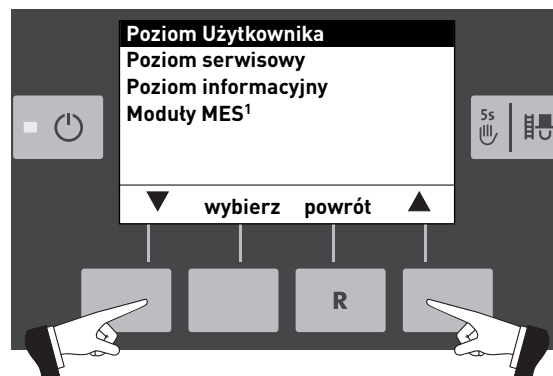 Poziom Użytkownika
Poziom serwisowy
Poziom informacyjny
Moduły MES¹
5s
▼ wybierz powrót ▲
R